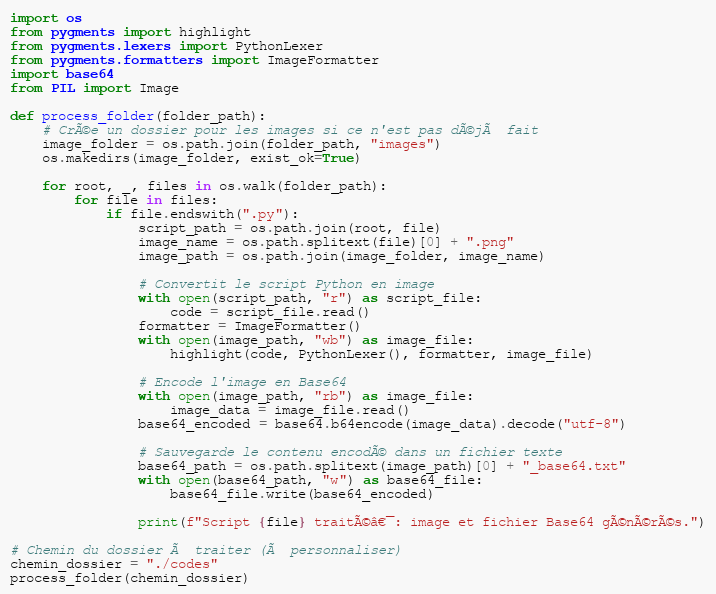 import os
from pygments import highlight
from pygments.lexers import PythonLexer
from pygments.formatters import ImageFormatter
import base64
from PIL import Image

def process_folder(folder_path):
    # CrÃ©e un dossier pour les images si ce n'est pas dÃ©jÃ  fait
    image_folder = os.path.join(folder_path, "images")
    os.makedirs(image_folder, exist_ok=True)

    for root, _, files in os.walk(folder_path):
        for file in files:
            if file.endswith(".py"):
                script_path = os.path.join(root, file)
                image_name = os.path.splitext(file)[0] + ".png"
                image_path = os.path.join(image_folder, image_name)

                # Convertit le script Python en image
                with open(script_path, "r") as script_file:
                    code = script_file.read()
                formatter = ImageFormatter()
                with open(image_path, "wb") as image_file:
                    highlight(code, PythonLexer(), formatter, image_file)

                # Encode l'image en Base64
                with open(image_path, "rb") as image_file:
                    image_data = image_file.read()
                base64_encoded = base64.b64encode(image_data).decode("utf-8")

                # Sauvegarde le contenu encodÃ© dans un fichier texte
                base64_path = os.path.splitext(image_path)[0] + "_base64.txt"
                with open(base64_path, "w") as base64_file:
                    base64_file.write(base64_encoded)

                print(f"Script {file} traitÃ©â€¯: image et fichier Base64 gÃ©nÃ©rÃ©s.")

# Chemin du dossier Ã  traiter (Ã  personnaliser)
chemin_dossier = "./codes"
process_folder(chemin_dossier)